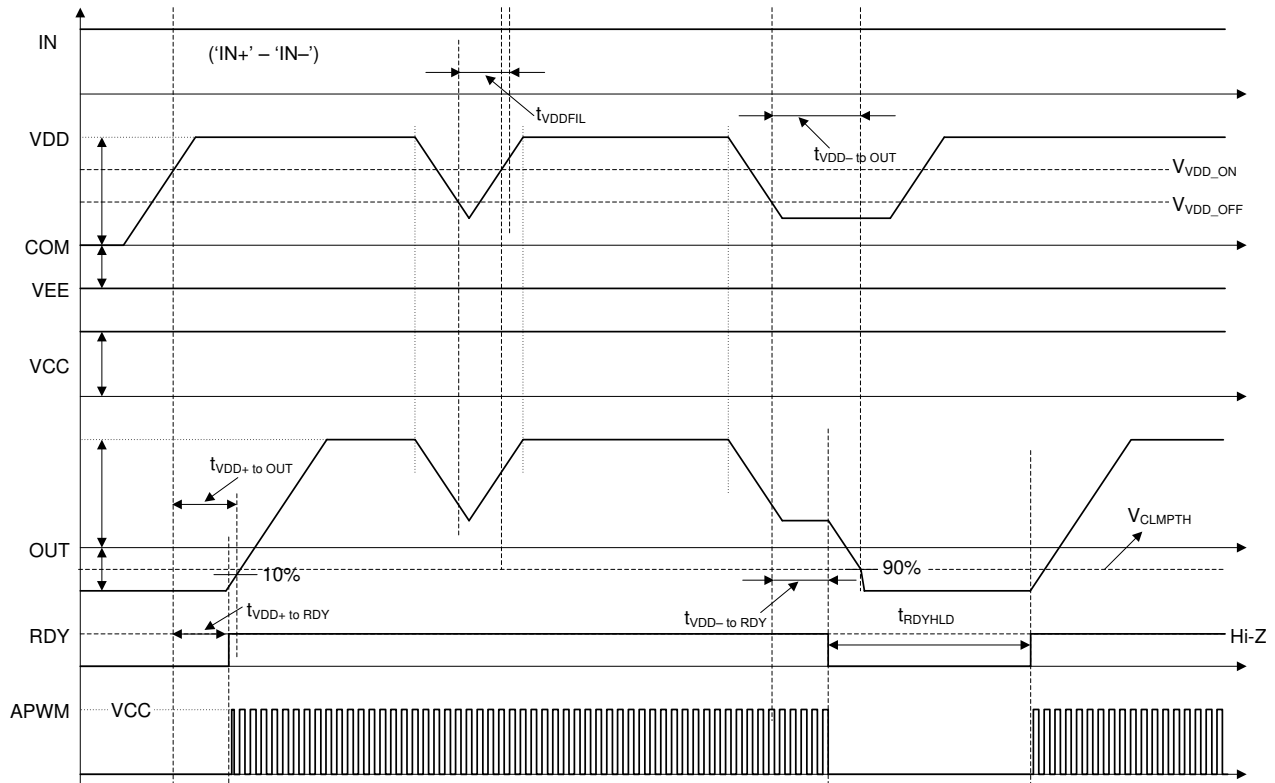 IN
('IN+' – 'IN–')
tVDDFIL
VDD
tVDD– to OUT
VVDD_ON
VVDD_OFF
COM
VEE
VCC
tVDD+ to OUT
VCLMPTH
OUT
10%
90%
tVDD+ to RDY
tVDD– to RDY
tRDYHLD
RDY
Hi-Z
APWM
VCC